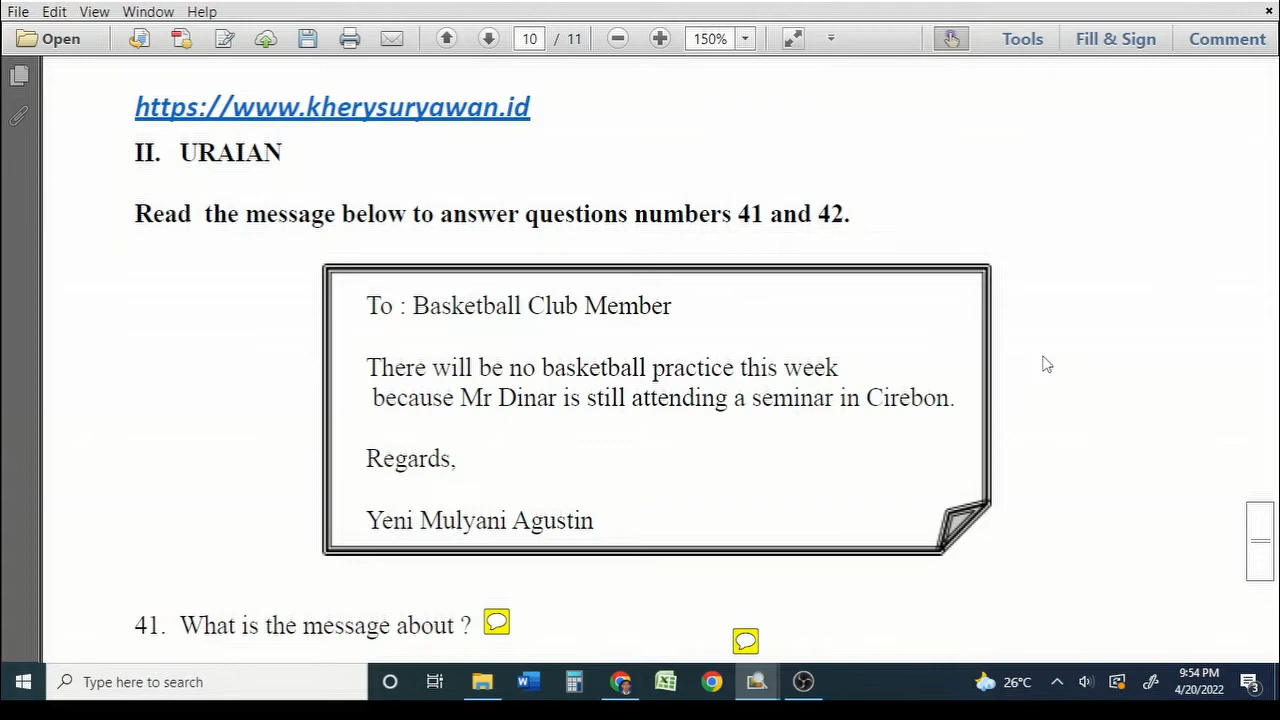 File Edit View Window Help
Open 10 / 11 150% Tools Fill & Sign Comment
https://www.kherysuryawan.id
II. URAIAN
Read the message below to answer questions numbers 41 and 42.
To : Basketball Club Member
There will be no basketball practice this week
because Mr Dinar is still attending a seminar in Cirebon.
Regards,
Yeni Mulyani Agustin
41. What is the message about ?
Type here to search
26°C
9:54 PM
4/20/2022
3